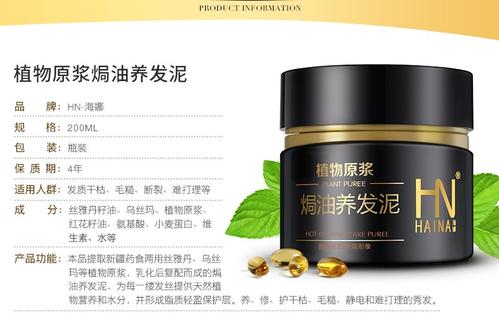 PRODUCT INFORMATION
植物原浆焗油养发泥
品 牌： HN-海娜
规 格： 200ML
包 装： 瓶装
保 质 期： 4年
适用人群： 发质干枯、毛糙、断裂、难打理等
成 分： 丝雅丹籽油、乌丝玛、植物原浆、
红花籽油、氨基酸、小麦蛋白、维
生素、水等
产品功能： 本品提取新疆药食两用丝雅丹、乌丝
玛等植物原浆，乳化后复配而成的焗
油养发泥，为每一缕发丝提供天然植
物营养和水分，并形成脂质轻盈保护层。养、修、护干枯、毛糙、静电和难打理的秀发。
植物原浆
PLANT PUREE
焗油养发泥
HN®
HAINA